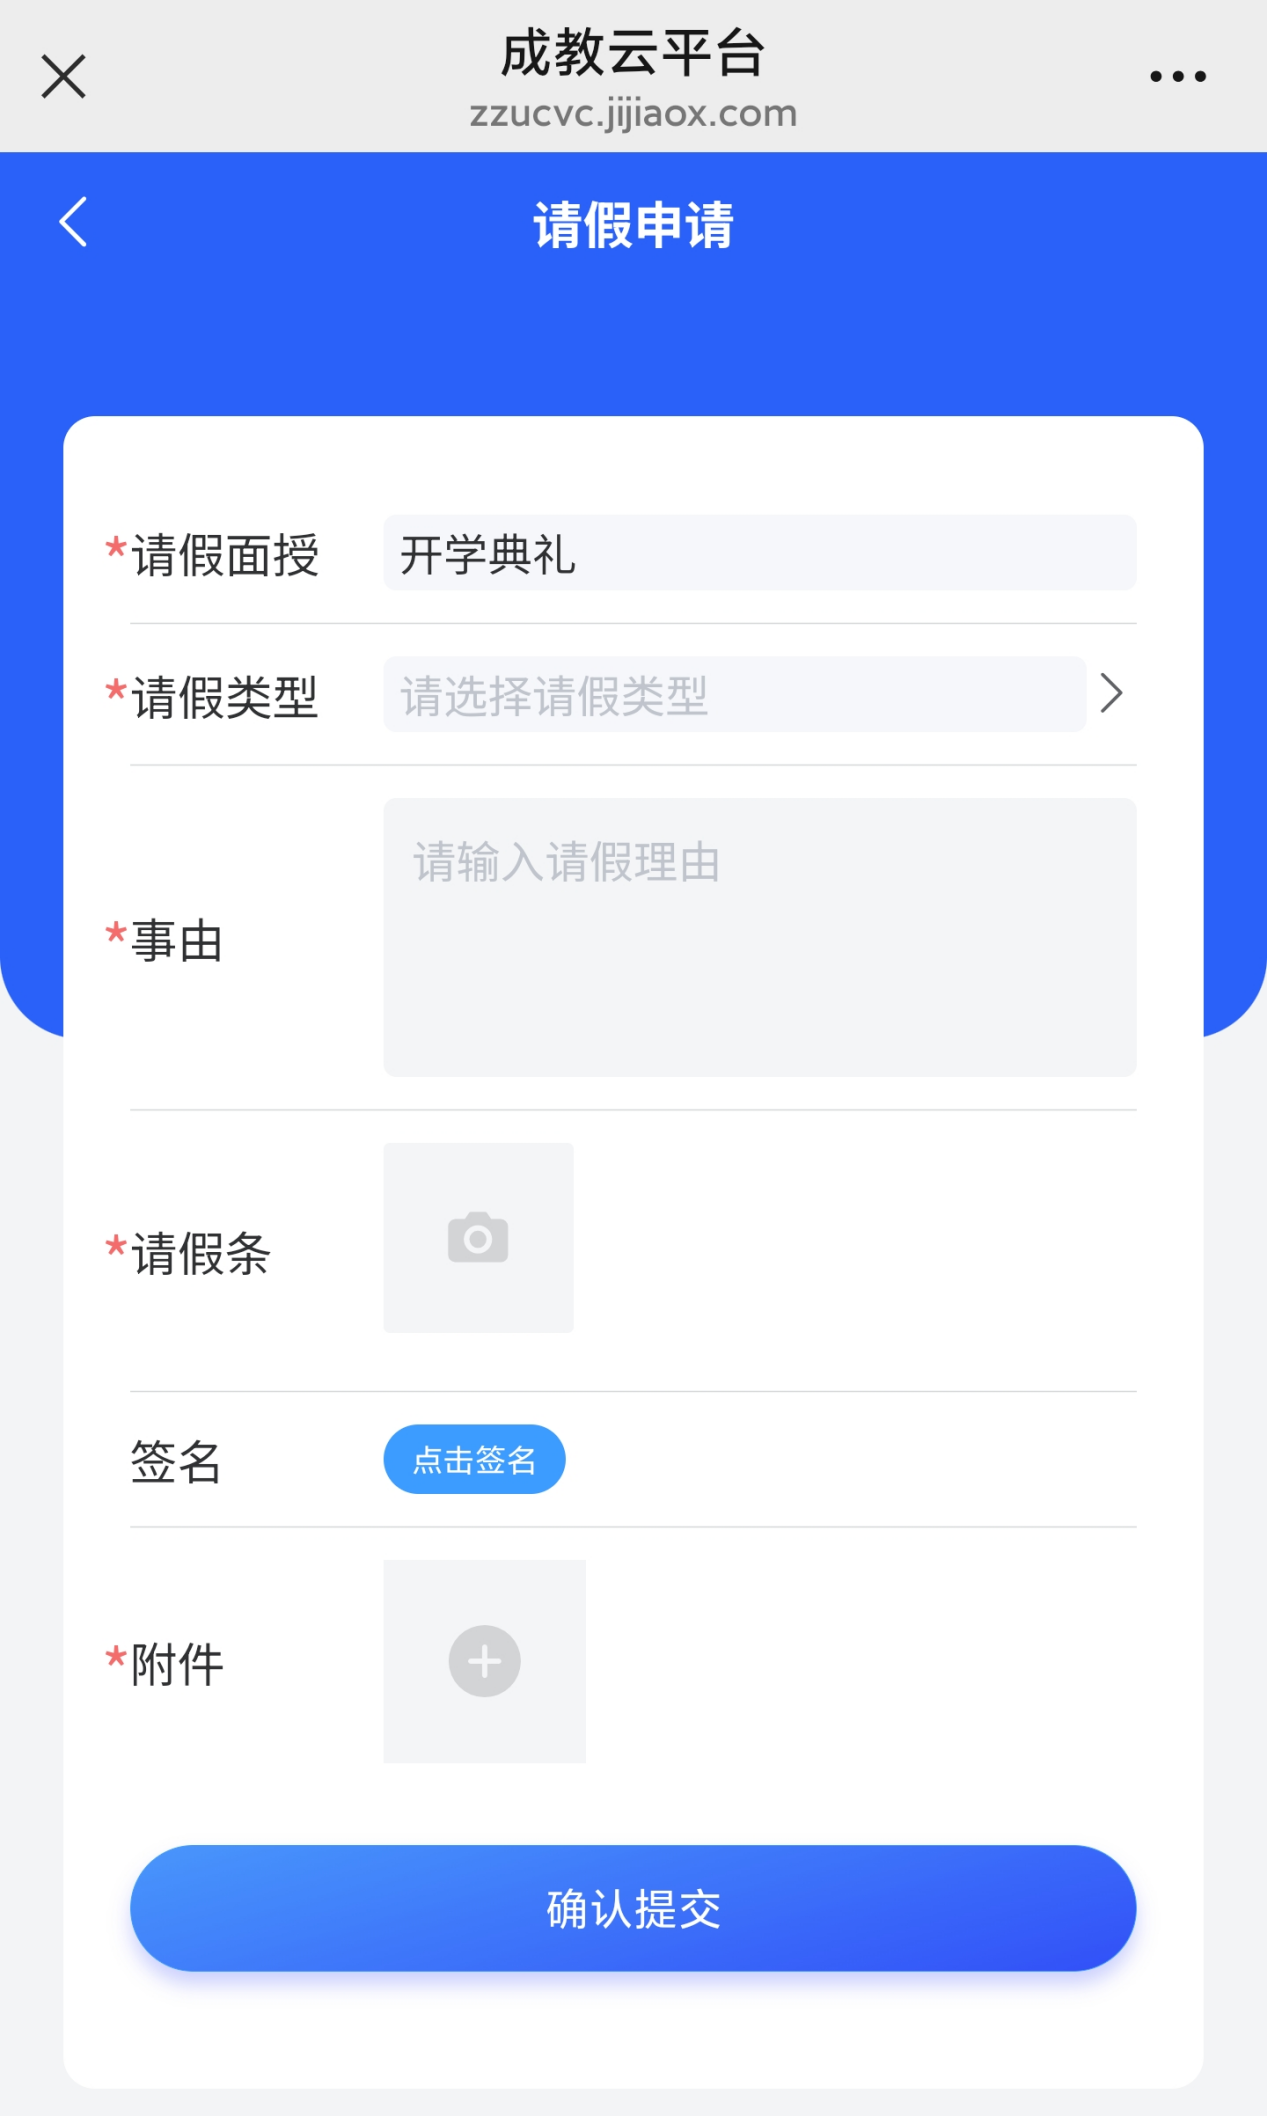 成教云平台
zzucvc.jijiaox.com
请假申请
*请假面授 开学典礼
*请假类型 请选择请假类型
请输入请假理由
*事由
*请假条
签名 点击签名
*附件
确认提交